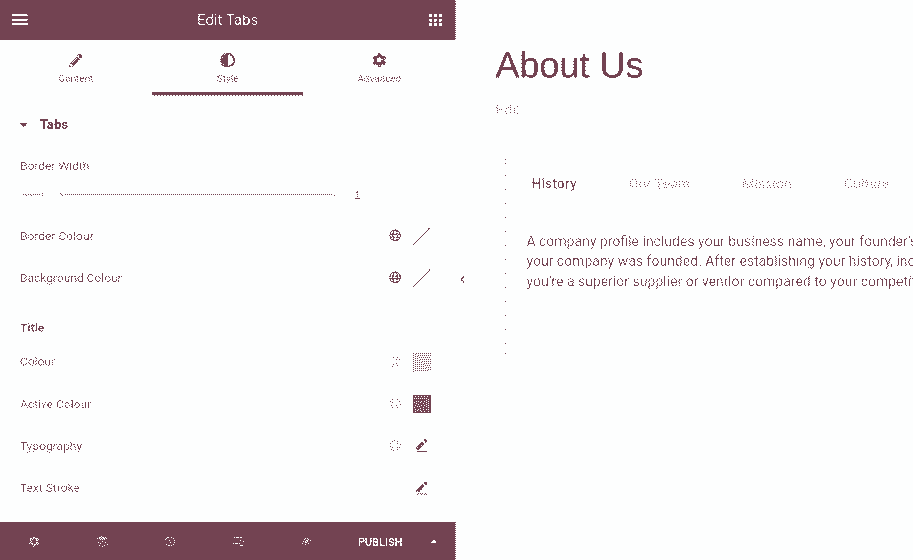 Edit Tabs
Content
Style
Advanced
Tabs
Border Width
1
Border Colour
Background Colour
Title
Colour
Active Colour
Typography
Text Stroke
PUBLISH
About Us
Edit
History
Our Team
Mission
Culture
A company profile includes your business name, your founder's
your company was founded. After establishing your history, inc
you're a superior supplier or vendor compared to your competit